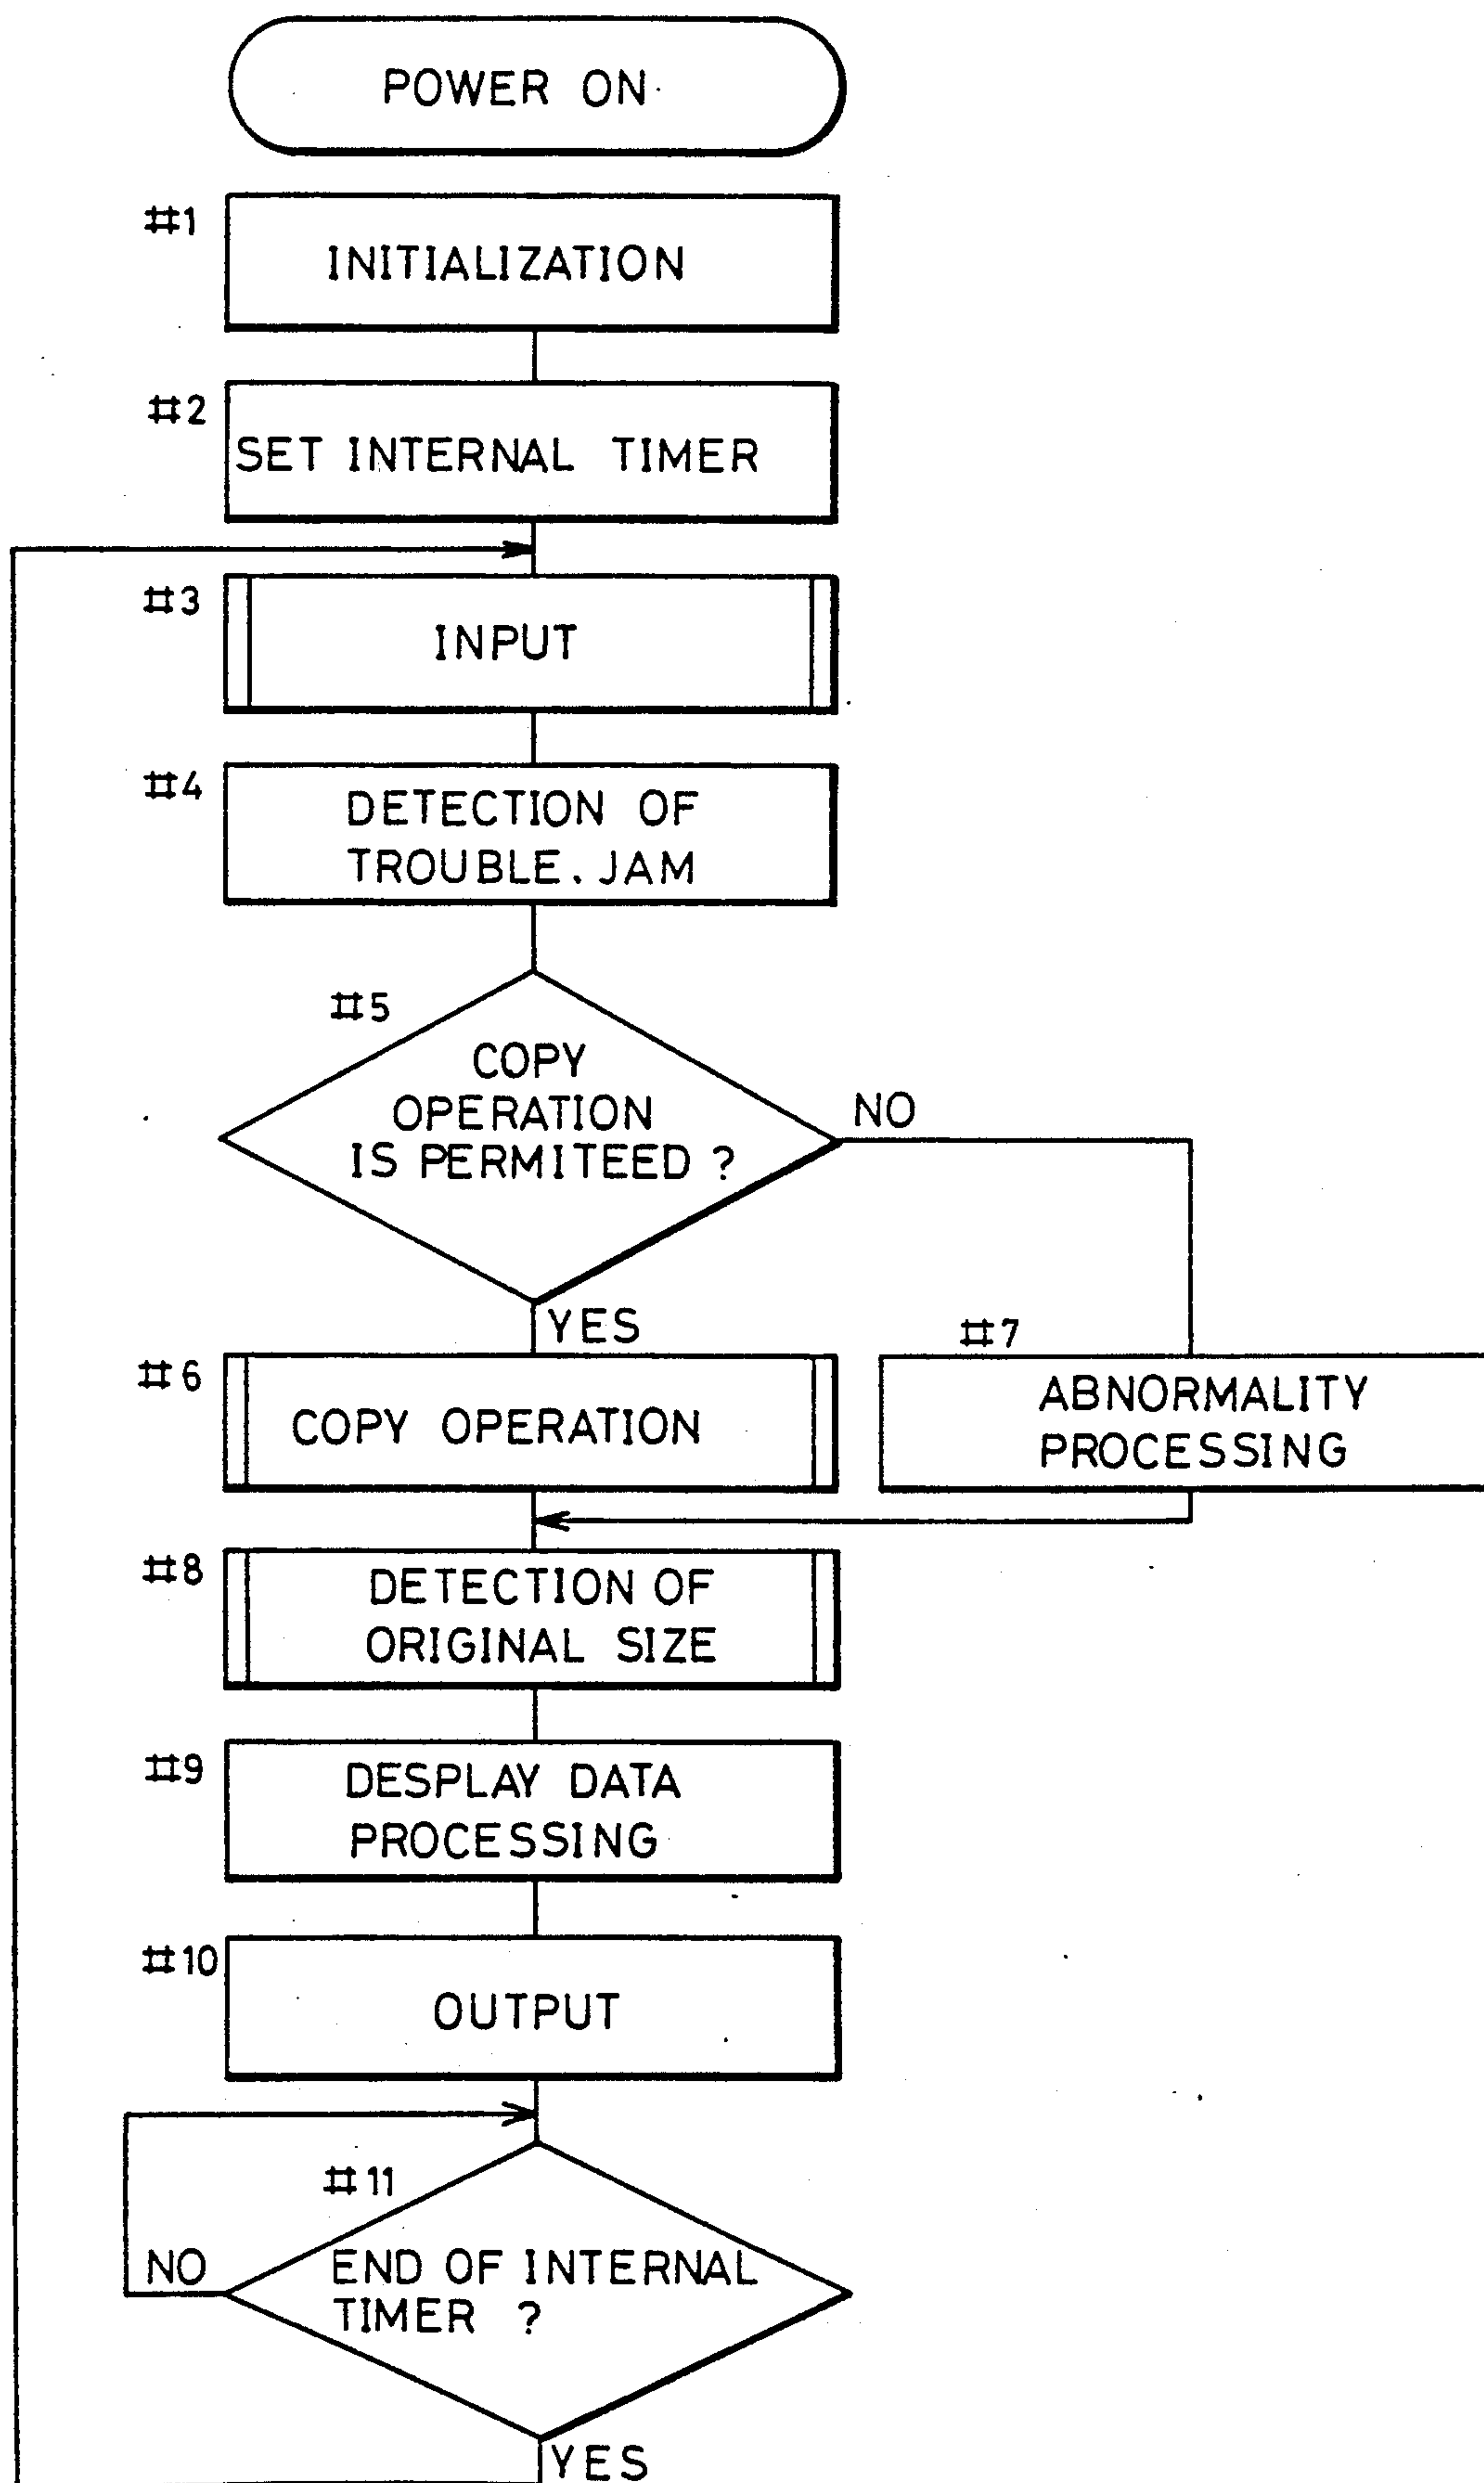 POWER ON
#1
INITIALIZATION
#2
SET INTERNAL TIMER
#3
INPUT
#4
DETECTION OF
TROUBLE. JAM
#5
COPY
OPERATION
IS PERMITEED ?
NO
YES
#6
COPY OPERATION
#7
ABNORMALITY
PROCESSING
#8
DETECTION OF
ORIGINAL SIZE
#9
DESPLAY DATA
PROCESSING
#10
OUTPUT
#11
NO
END OF INTERNAL
TIMER ?
YES